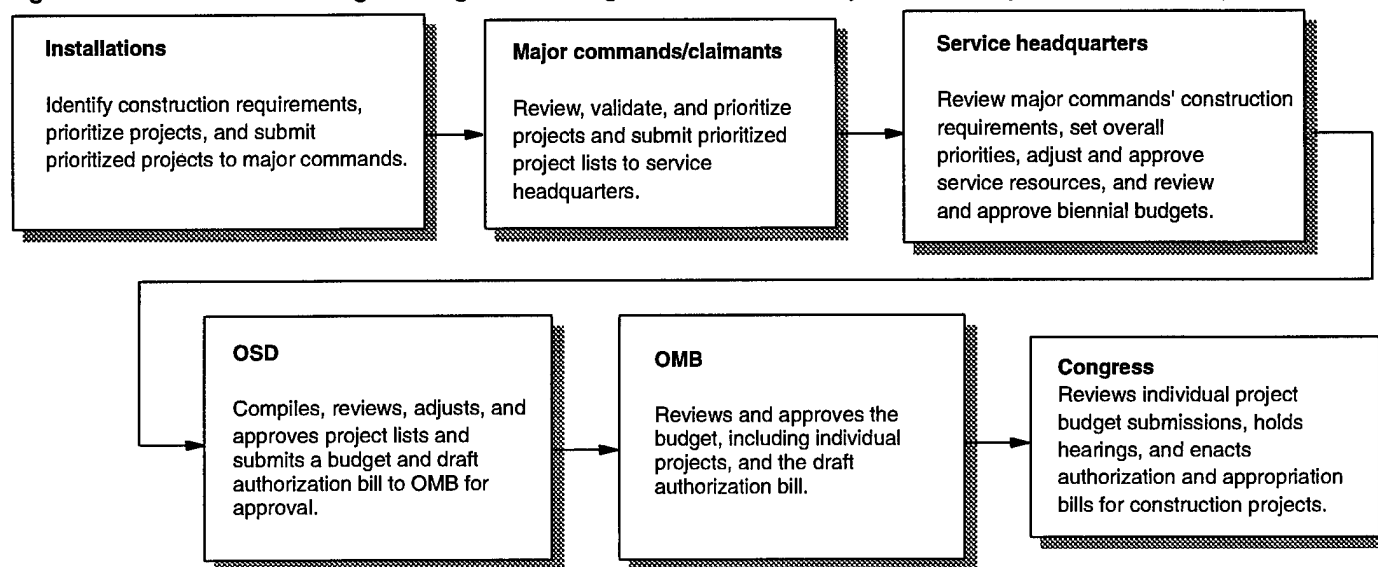 Installations
Identify construction requirements,
prioritize projects, and submit
prioritized projects to major commands.
Major commands/claimants
Review, validate, and prioritize
projects and submit prioritized
project lists to service
headquarters.
Service headquarters
Review major commands' construction
requirements, set overall
priorities, adjust and approve
service resources, and review
and approve biennial budgets.
OSD
Compiles, reviews, adjusts, and
approves project lists and
submits a budget and draft
authorization bill to OMB for
approval.
OMB
Reviews and approves the
budget, including individual
projects, and the draft
authorization bill.
Congress
Reviews individual project
budget submissions, holds
hearings, and enacts
authorization and appropriation
bills for construction projects.